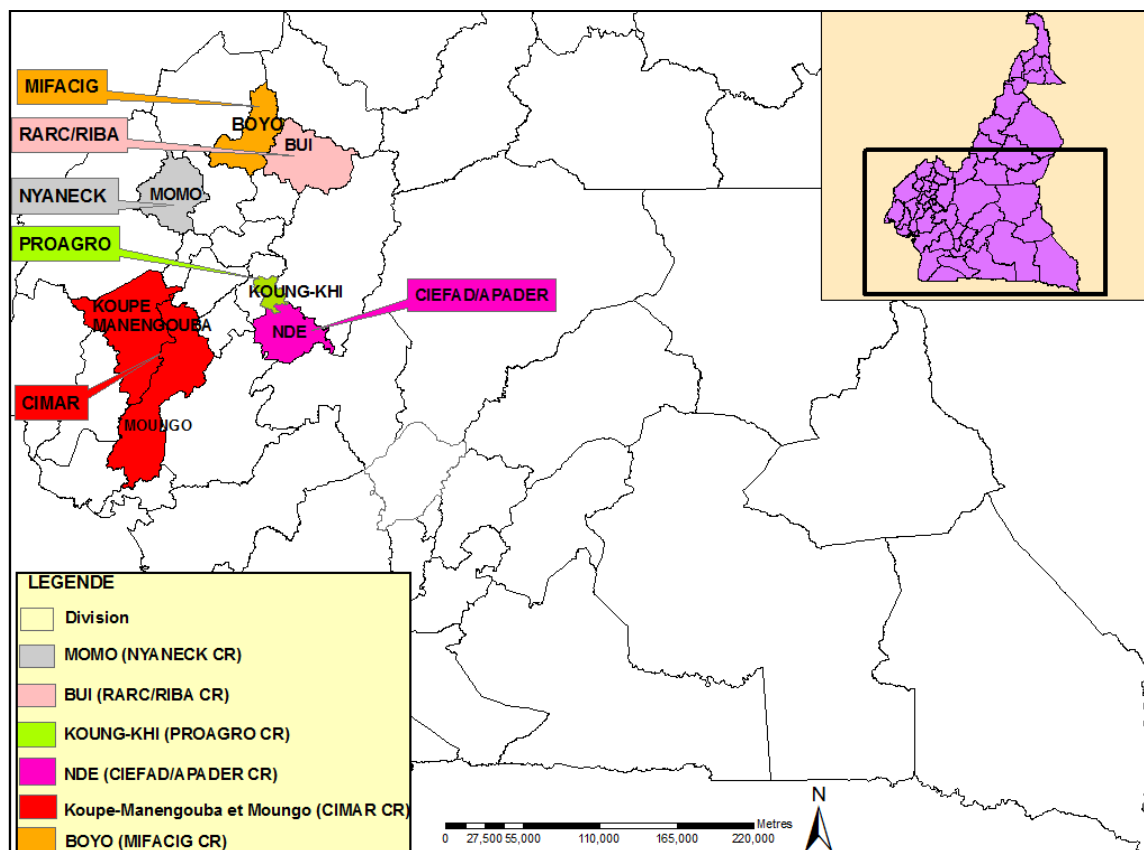 MIFACIG
BOYO
RARC/RIBA
BUI
NYANECK
MOMO
PROAGRO
KOUNG-KHI
CIEFAD/APADER
NDE
KOUPE
MANENGOUBA
CIMAR
MOUNGO
LEGENDE
Division
MOMO (NYANECK CR)
BUI (RARC/RIBA CR)
KOUNG-KHI (PROAGRO CR)
NDE (CIEFAD/APADER CR)
Koupe-Manengouba et Moungo (CIMAR CR)
BOYO (MIFACIG CR)
N
Metres
0 27,500 55,000 110,000 165,000 220,000